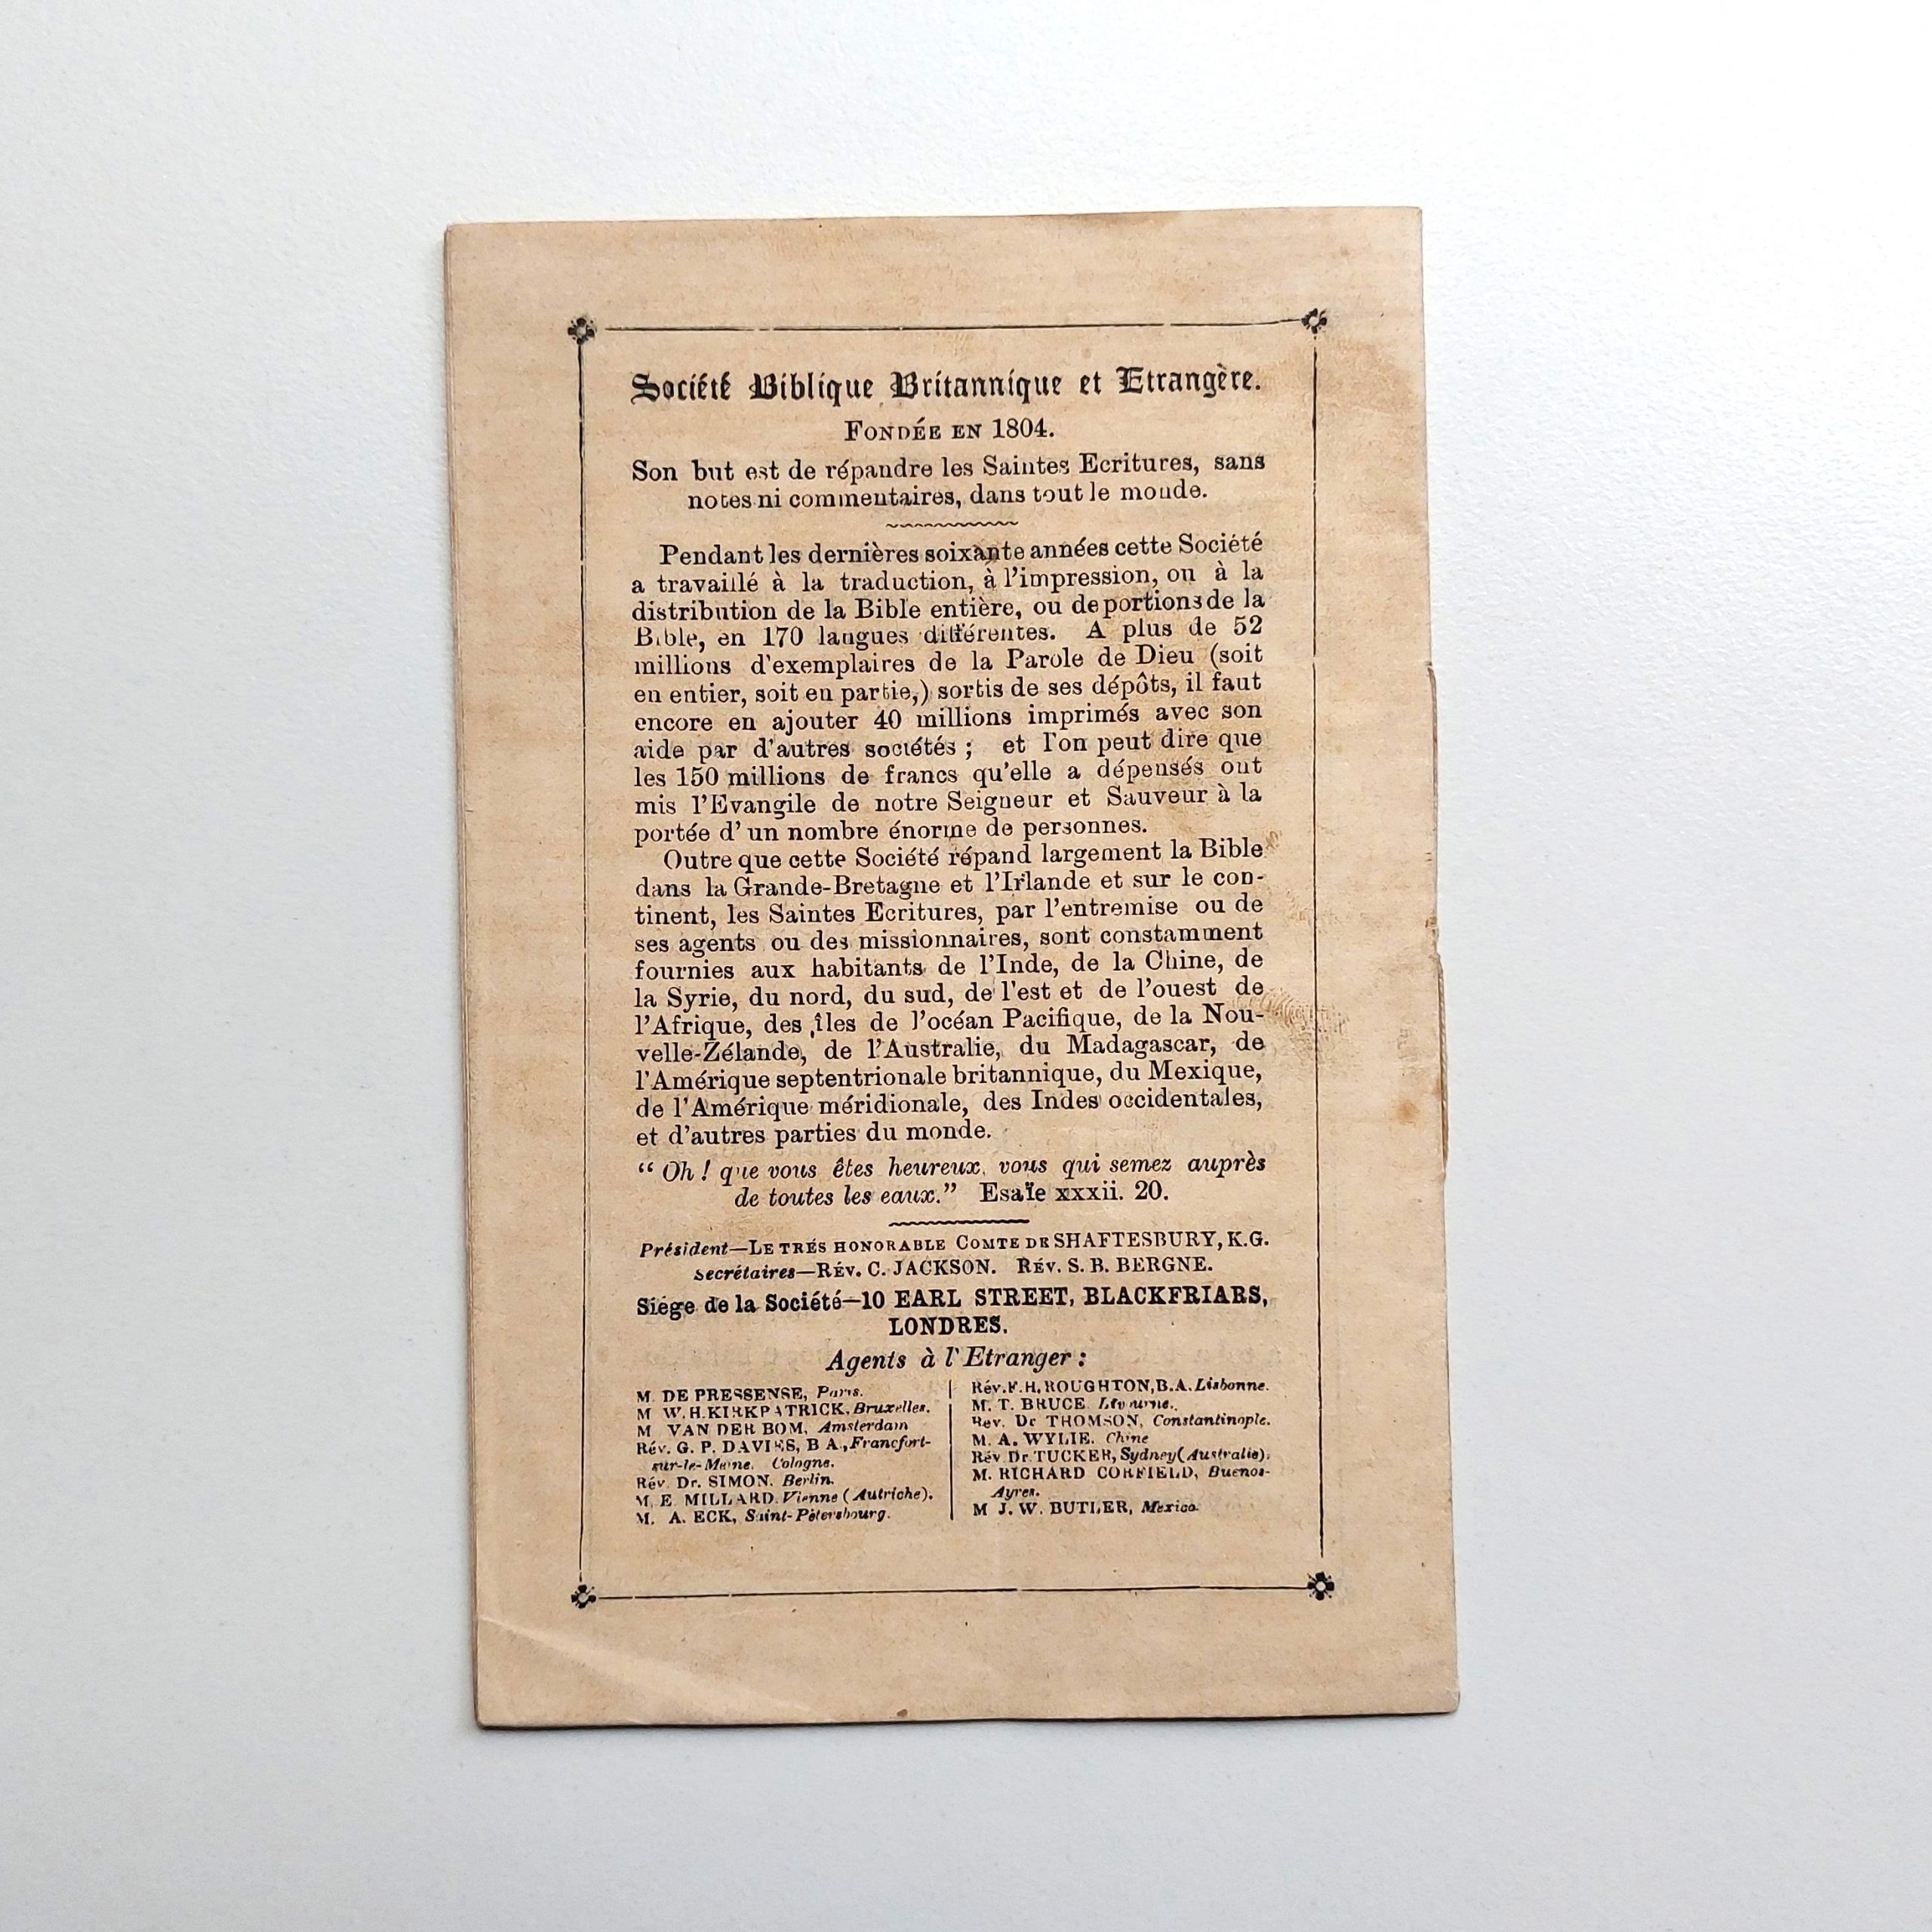 Société Biblique Britannique et Etrangère.
FONDÉE EN 1804.
Son but est de répandre les Saintes Ecritures, sans
notes ni commentaires, dans tout le monde.
Pendant les dernières soixante années cette Société
a travaillé à la traduction, à l'impression, ou à la
distribution de la Bible entière, ou de portions de la
Bible, en 170 langues différentes. A plus de 52
millions d'exemplaires de la Parole de Dieu (soit
en entier, soit en partie,) sortis de ses dépôts, il faut
encore en ajouter 40 millions imprimés avec son
aide par d'autres sociétés ; et l'on peut dire que
les 150 millions de francs qu'elle a dépensés ont
mis l'Evangile de notre Seigneur et Sauveur à la
portée d'un nombre énorme de personnes.
Outre que cette Société répand largement la Bible
dans la Grande-Bretagne et l'Irlande et sur le con-
tinent, les Saintes Ecritures, par l'entremise ou de
ses agents ou des missionnaires, sont constamment
fournies aux habitants de l'Inde, de la Chine, de
la Syrie, du nord, du sud, de l'est et de l'ouest de
l'Afrique, des îles de l'océan Pacifique, de la Nou-
velle-Zélande, de l'Australie, du Madagascar, de
l'Amérique septentrionale britannique, du Mexique,
de l'Amérique méridionale, des Indes occidentales,
et d'autres parties du monde.
“ Oh ! que vous êtes heureux, vous qui semez auprès
de toutes les eaux.” Esaïe xxxii. 20.
Président—LE TRÉS HONORABLE COMTE DE SHAFTESBURY, K.G.
Secrétaires—RÉV. C. JACKSON. RÉV. S. B. BERGNE.
Siége de la Société—10 EARL STREET, BLACKFRIARS,
LONDRES.
Agents à l'Etranger :
M. DE PRESSENSE, Paris.
M W.H.KIRKPATRICK, Bruxelles.
M VAN DER BOM, Amsterdam
Rév. G. P. DAVIES, B A., Francfort-
sur-le-Meine. Cologne.
Rév Dr. SIMON. Berlin.
M. E. MILLARD. Vienne (Autriche).
M. A. ECK, Saint-Pétersbourg.
Rév. F. H. ROUGHTON, B.A. Lisbonne.
M. T. BRUCE Livourne.
Rev. Dr THOMSON, Constantinople.
M. A. WYLIE. Chine
Rév Dr. TUCKER, Sydney (Australie).
M. RICHARD CORFIELD, Buenos-
Ayres.
M J. W. BUTLER, Mexico.